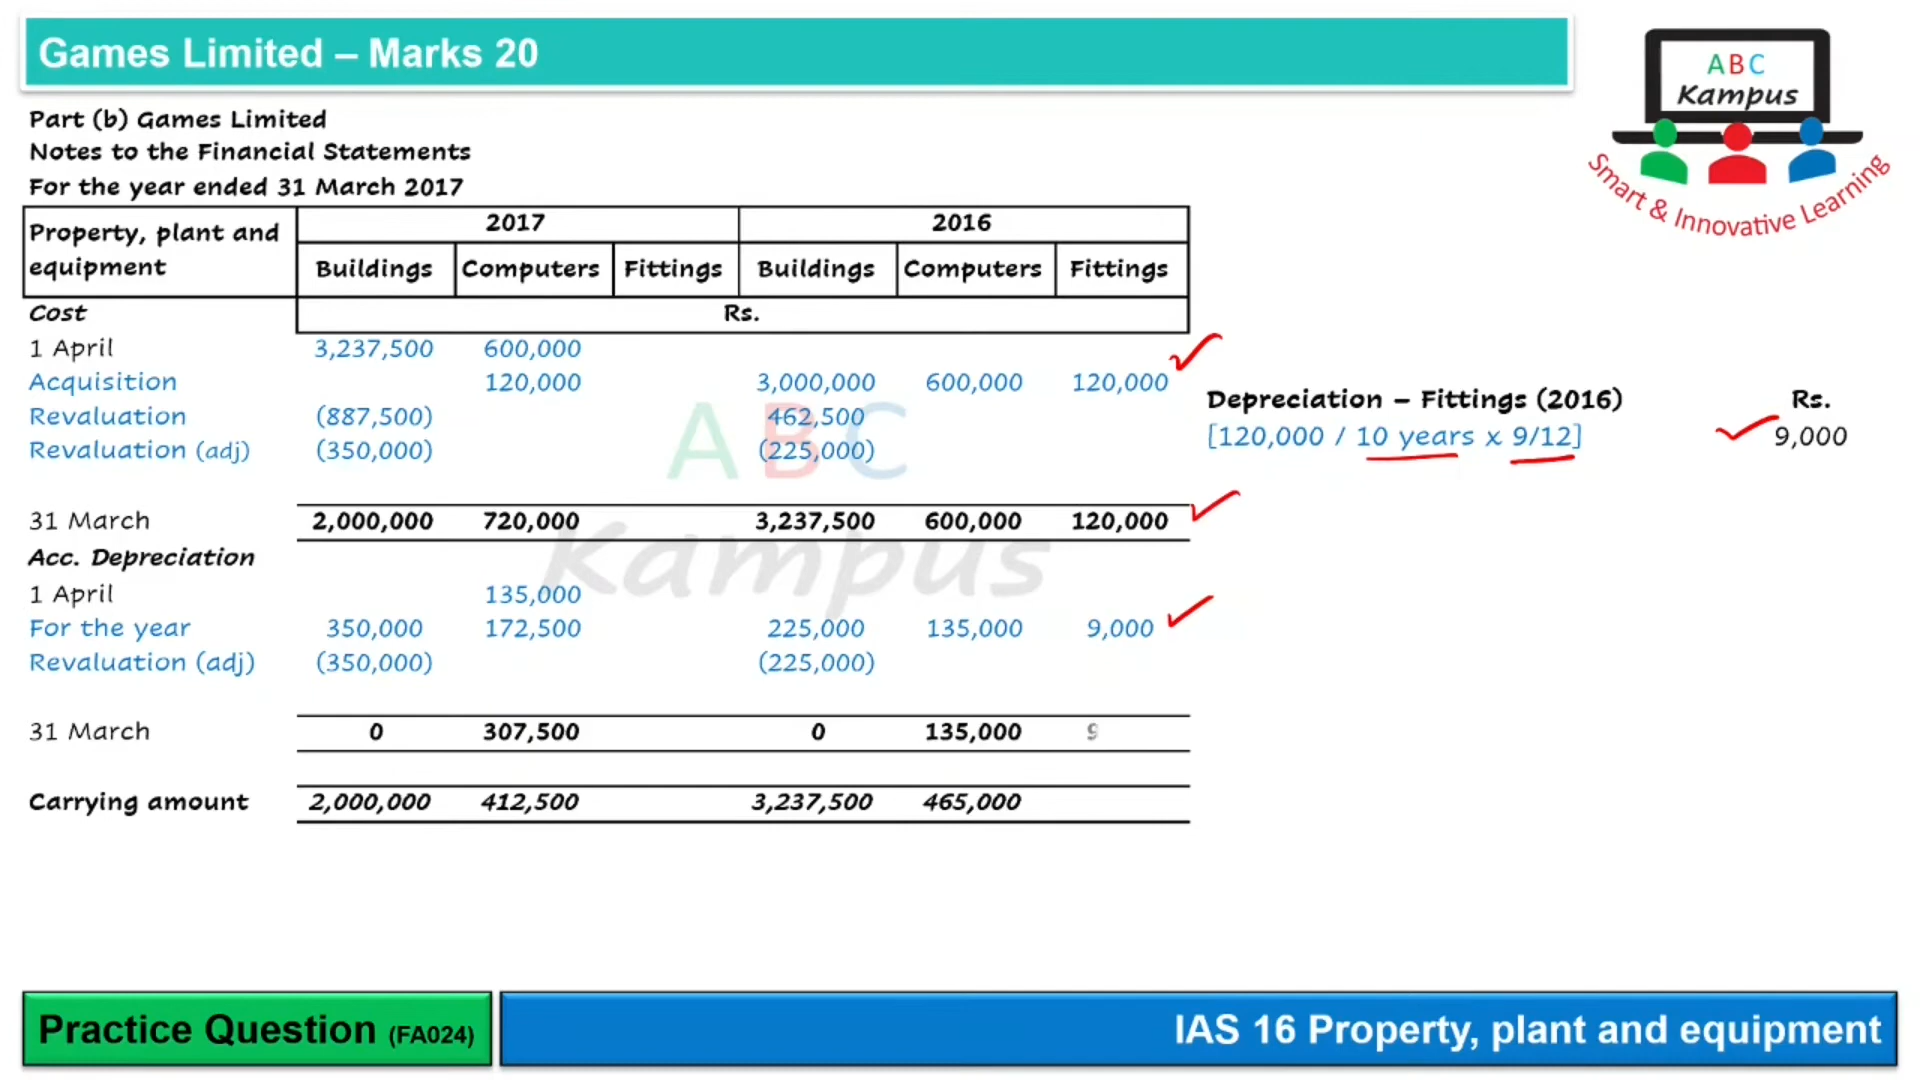 Games Limited – Marks 20
ABC
Kampus
Smart & Innovative Learning
Part (b) Games Limited
Notes to the Financial Statements
For the year ended 31 March 2017
Property, plant and equipment 2017 2016
Buildings Computers Fittings Buildings Computers Fittings
Cost Rs.
1 April 3,237,500 600,000
Acquisition 120,000 3,000,000 600,000 120,000
Revaluation (887,500) 462,500
Revaluation (adj) (350,000) (225,000)
31 March 2,000,000 720,000 3,237,500 600,000 120,000
Acc. Depreciation
1 April 135,000
For the year 350,000 172,500 225,000 135,000 9,000
Revaluation (adj) (350,000) (225,000)
31 March 0 307,500 0 135,000 9
Carrying amount 2,000,000 412,500 3,237,500 465,000
Depreciation – Fittings (2016) Rs.
[120,000 / 10 years x 9/12] 9,000
ABC
Kampus
Practice Question (FA024)
IAS 16 Property, plant and equipment